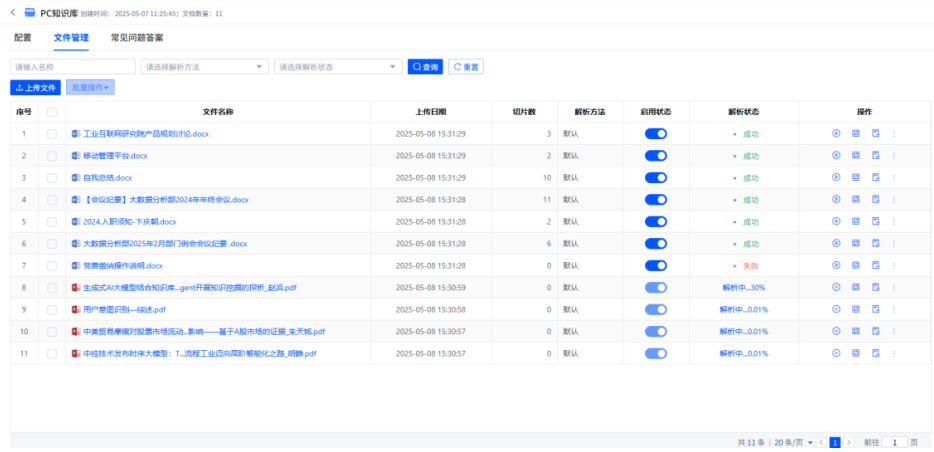 PC知识库 创建时间: 2025-05-07 11:25:45; 文档数量: 11
配置 文件管理 常见问题答案
请输入名称 请选择解析方法 请选择解析状态 查询 重置
上传文件 批量操作
序号 文件名称 上传日期 切片数 解析方法 启用状态 解析状态 操作
1 工业互联网研究院产品规划讨论.docx 2025-05-08 15:31:29 3 默认 成功
2 移动管理平台.docx 2025-05-08 15:31:29 2 默认 成功
3 自我总结.docx 2025-05-08 15:31:29 10 默认 成功
4 【会议纪要】大数据分析部2024年年终会议.docx 2025-05-08 15:31:28 11 默认 成功
5 2024.入职须知-卞庆朝.docx 2025-05-08 15:31:28 2 默认 成功
6 大数据分析部2025年2月部门例会会议纪要 .docx 2025-05-08 15:31:28 6 默认 成功
7 党费缴纳操作说明.docx 2025-05-08 15:31:28 0 默认 失败
8 生成式AI大模型结合知识库...gent开展知识挖掘的探析_赵浜.pdf 2025-05-08 15:30:59 0 默认 解析中...30%
9 用户意图识别—综述.pdf 2025-05-08 15:30:58 0 默认 解析中...0.01%
10 中美贸易摩擦对股票市场流动...影响——基于A股市场的证据_朱天铭.pdf 2025-05-08 15:30:57 0 默认 解析中...0.01%
11 中控技术发布时序大模型：T...流程工业迈向高阶智能化之路_胡静.pdf 2025-05-08 15:30:57 0 默认 解析中...0.01%
共 11 条 20 条/页 1 前往 1 页